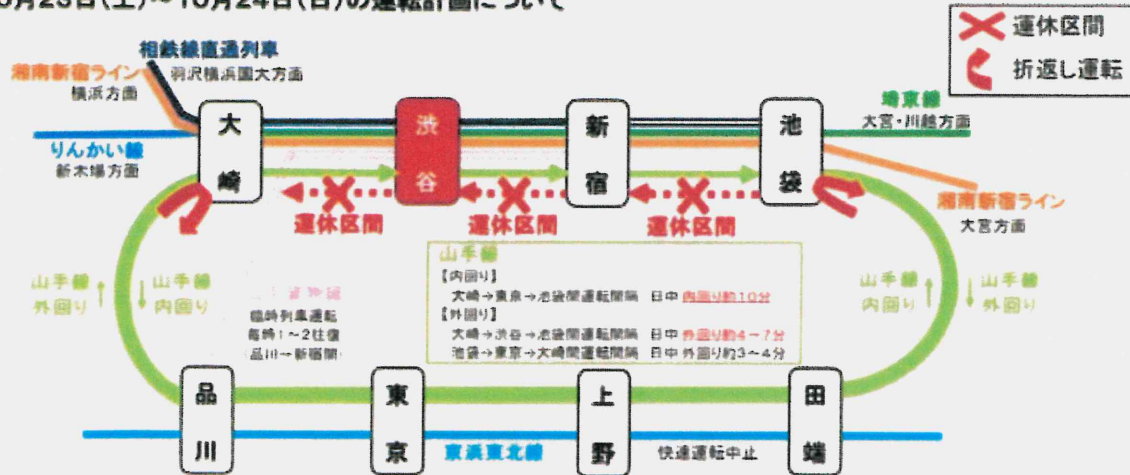 0月23日(土)~10月24日(日)の運転計画について
運休区間
折返し運転
相鉄線直通列車
羽沢横浜国大方面
湘南新宿ライン
横浜方面
りんかい線
新木場方面
大崎
渋谷
新宿
池袋
埼京線
大宮・川越方面
湘南新宿ライン
大宮方面
運休区間
運休区間
運休区間
山手線
外回り
山手線
内回り
臨時列車運転
毎時1~2往復
(品川→新宿間)
山手線
【内回り】
大崎→東京→池袋間運転間隔 日中 内回り約10分
【外回り】
大崎→渋谷→池袋間運転間隔 日中 外回り約4~7分
池袋→東京→大崎間運転間隔 日中 外回り約3~4分
山手線
内回り
山手線
外回り
品川
東京
上野
田端
京浜東北線
快速運転中止